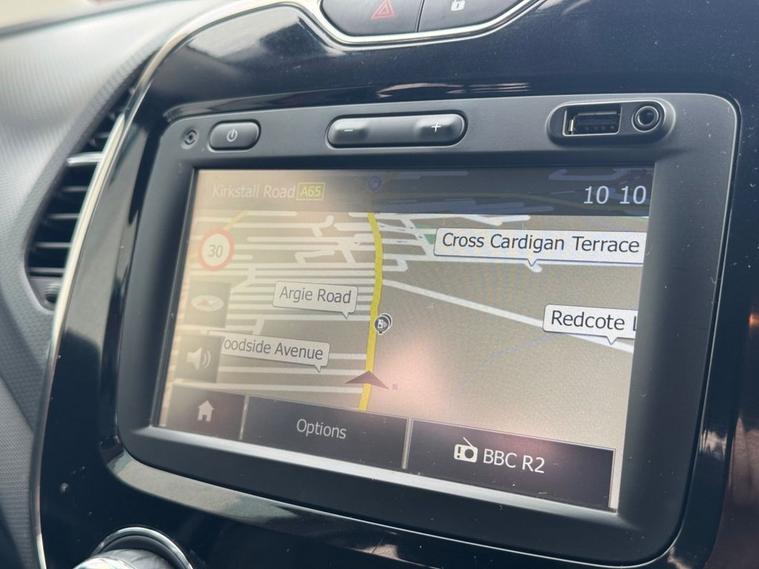 Kirkstall Road A65
10 10
30
Cross Cardigan Terrace
Argie Road
Redcote
oodside Avenue
Options
BBC R2